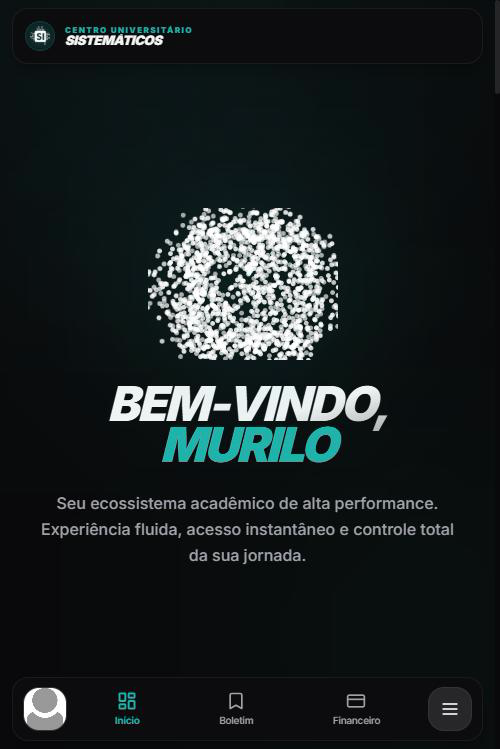 SI
CENTRO UNIVERSITÁRIO
SISTEMÁTICOS
BEM-VINDO,
MURILO
Seu ecossistema acadêmico de alta performance.
Experiência fluida, acesso instantâneo e controle total
da sua jornada.
Início
Boletim
Financeiro